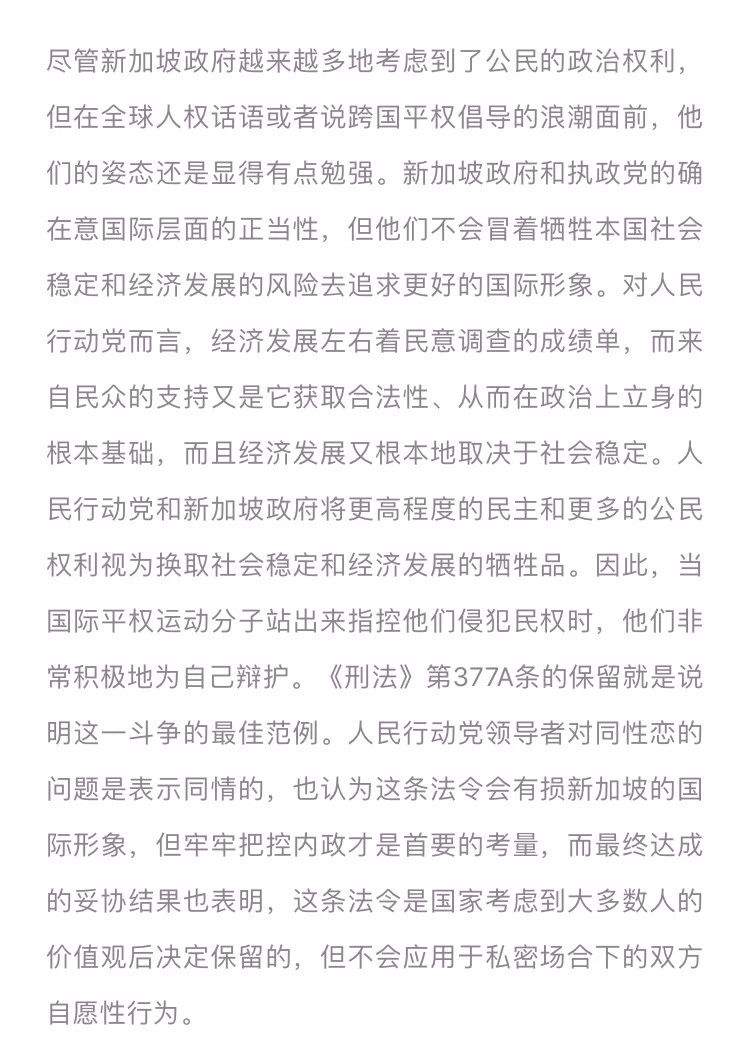 尽管新加坡政府越来越多地考虑到了公民的政治权利，
但在全球人权话语或者说跨国平权倡导的浪潮面前，他
们的姿态还是显得有点勉强。新加坡政府和执政党的确
在意国际层面的正当性，但他们不会冒着牺牲本国社会
稳定和经济发展的风险去追求更好的国际形象。对人民
行动党而言，经济发展左右着民意调查的成绩单，而来
自民众的支持又是它获取合法性、从而在政治上立身的
根本基础，而且经济发展又根本地取决于社会稳定。人
民行动党和新加坡政府将更高程度的民主和更多的公民
权利视为换取社会稳定和经济发展的牺牲品。因此，当
国际平权运动分子站出来指控他们侵犯民权时，他们非
常积极地为自己辩护。《刑法》第377A条的保留就是说
明这一斗争的最佳范例。人民行动党领导者对同性恋的
问题是表示同情的，也认为这条法令会有损新加坡的国
际形象，但牢牢把控内政才是首要的考量，而最终达成
的妥协结果也表明，这条法令是国家考虑到大多数人的
价值观后决定保留的，但不会应用于私密场合下的双方
自愿性行为。